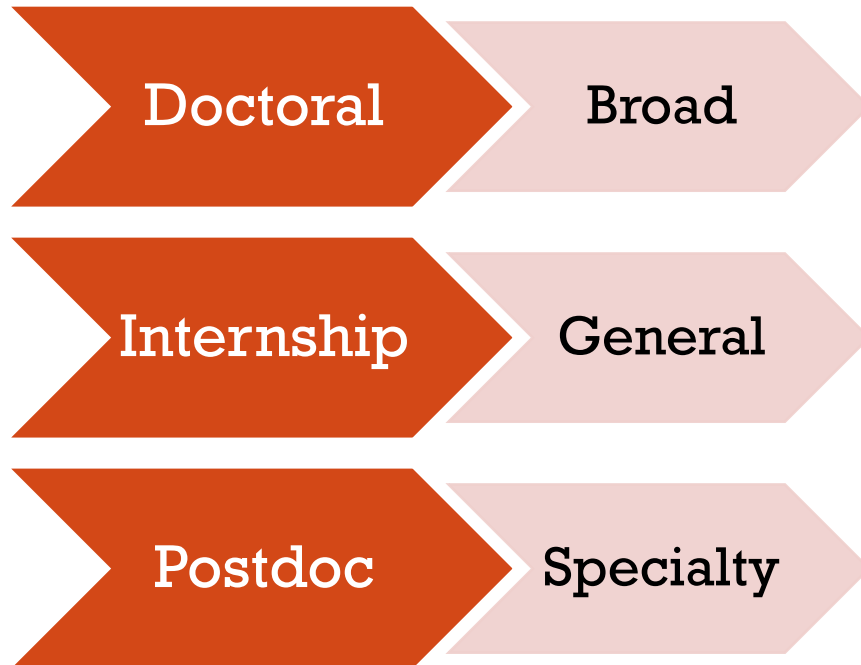 Doctoral
Broad
Internship
General
Postdoc
Specialty